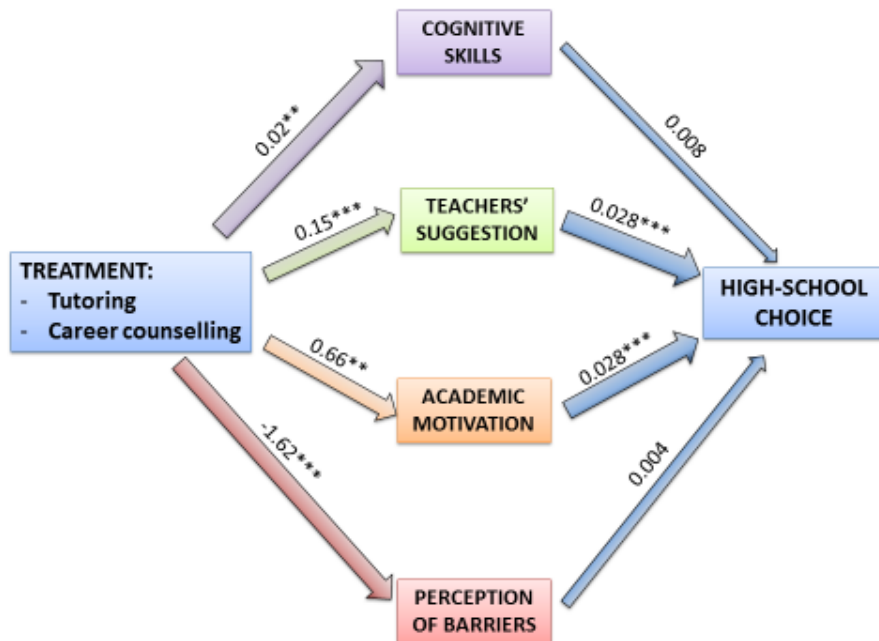 COGNITIVE
SKILLS
0.02**
0.008
TEACHERS'
SUGGESTION
0.15***
0.028***
TREATMENT:
- Tutoring
- Career counselling
HIGH-SCHOOL
CHOICE
0.66**
0.028***
ACADEMIC
MOTIVATION
-1.62***
0.004
PERCEPTION
OF BARRIERS